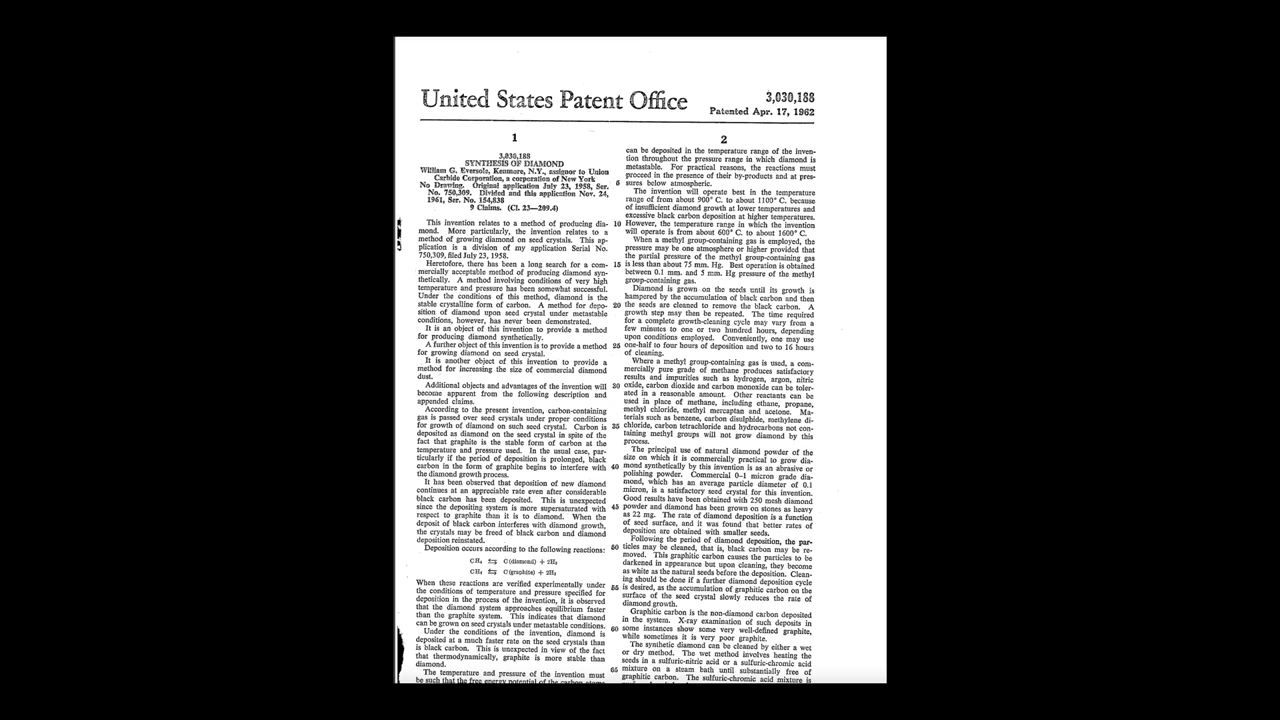 United States Patent Office
3,030,188
Patented Apr. 17, 1962
1
3,030,188
SYNTHESIS OF DIAMOND
William G. Eversole, Kenmore, N.Y., assignor to Union
Carbide Corporation, a corporation of New York
No Drawing. Original application July 23, 1958, Ser.
No. 750,309. Divided and this application Nov. 24,
1961, Ser. No. 154,838
9 Claims. (Cl. 23—209.4)
This invention relates to a method of producing dia-
mond. More particularly, the invention relates to a
method of growing diamond on seed crystals. This ap-
plication is a division of my application Serial No.
750,309, filed July 23, 1958.
Heretofore, there has been a long search for a com-
mercially acceptable method of producing diamond syn-
thetically. A method involving conditions of very high
temperature and pressure has been somewhat successful.
Under the conditions of this method, diamond is the
stable crystalline form of carbon. A method for depo-
sition of diamond upon seed crystal under metastable
conditions, however, has never been demonstrated.
It is an object of this invention to provide a method
for producing diamond synthetically.
A further object of this invention is to provide a method
for growing diamond on seed crystal.
It is another object of this invention to provide a
method for increasing the size of commercial diamond
dust.
Additional objects and advantages of the invention will
become apparent from the following description and
appended claims.
According to the present invention, carbon-containing
gas is passed over seed crystals under proper conditions
for growth of diamond on such seed crystal. Carbon is
deposited as diamond on the seed crystal in spite of the
fact that graphite is the stable form of carbon at the
temperature and pressure used. In the usual case, par-
ticularly if the period of deposition is prolonged, black
carbon in the form of graphite begins to interfere with
the diamond growth process.
It has been observed that deposition of new diamond
continues at an appreciable rate even after considerable
black carbon has been deposited. This is unexpected
since the depositing system is more supersaturated with
respect to graphite than it is to diamond. When the
deposit of black carbon interferes with diamond growth,
the crystals may be freed of black carbon and diamond
deposition reinstated.
Deposition occurs according to the following reactions:
CH₄ ⇆ C(diamond) + 2H₂
CH₄ ⇆ C(graphite) + 2H₂
When these reactions are verified experimentally under
the conditions of temperature and pressure specified for
deposition in the process of the invention, it is observed
that the diamond system approaches equilibrium faster
than the graphite system. This indicates that diamond
can be grown on seed crystals under metastable conditions.
Under the conditions of the invention, diamond is
deposited at a much faster rate on the seed crystals than
is black carbon. This is unexpected in view of the fact
that thermodynamically, graphite is more stable than
diamond.
The temperature and pressure of the invention must
be such that the free energy potential of the carbon atoms
2
can be deposited in the temperature range of the inven-
tion throughout the pressure range in which diamond is
metastable. For practical reasons, the reactions must
proceed in the presence of their by-products and at pres-
5 sures below atmospheric.
The invention will operate best in the temperature
range of from about 900° C. to about 1100° C. because
of insufficient diamond growth at lower temperatures and
excessive black carbon deposition at higher temperatures.
10 However, the temperature range in which the invention
will operate is from about 600° C. to about 1600° C.
When a methyl group-containing gas is employed, the
pressure may be one atmosphere or higher provided that
the partial pressure of the methyl group-containing gas
15 is less than about 75 mm. Hg. Best operation is obtained
between 0.1 mm. and 5 mm. Hg pressure of the methyl
group-containing gas.
Diamond is grown on the seeds until its growth is
hampered by the accumulation of black carbon and then
20 the seeds are cleaned to remove the black carbon. A
growth step may then be repeated. The time required
for a complete growth-cleaning cycle may vary from a
few minutes to one or two hundred hours, depending
upon conditions employed. Conveniently, one may use
25 one-half to four hours of deposition and two to 16 hours
of cleaning.
Where a methyl group-containing gas is used, a com-
mercially pure grade of methane produces satisfactory
results and impurities such as hydrogen, argon, nitric
30 oxide, carbon dioxide and carbon monoxide can be toler-
ated in a reasonable amount. Other reactants can be
used in place of methane, including ethane, propane,
methyl chloride, methyl mercaptan and acetone. Ma-
terials such as benzene, carbon disulphide, methylene di-
35 chloride, carbon tetrachloride and hydrocarbons not con-
taining methyl groups will not grow diamond by this
process.
The principal use of natural diamond powder of the
size on which it is commercially practical to grow dia-
40 mond synthetically by this invention is as an abrasive or
polishing powder. Commercial 0–1 micron grade dia-
mond, which has an average particle diameter of 0.1
micron, is a satisfactory seed crystal for this invention.
Good results have been obtained with 250 mesh diamond
45 powder and diamond has been grown on stones as heavy
as 22 mg. The rate of diamond deposition is a function
of seed surface, and it was found that better rates of
deposition are obtained with smaller seeds.
Following the period of diamond deposition, the par-
50 ticles may be cleaned, that is, black carbon may be re-
moved. This graphitic carbon causes the particles to be
darkened in appearance but upon cleaning, they become
as white as the natural seeds before the deposition. Clean-
ing should be done if a further diamond deposition cycle
55 is desired, as the accumulation of graphitic carbon on the
surface of the seed crystal slowly reduces the rate of
diamond growth.
Graphitic carbon is the non-diamond carbon deposited
in the system. X-ray examination of such deposits in
60 some instances show some very well-defined graphite,
while sometimes it is very poor graphite.
The synthetic diamond can be cleaned by either a wet
or dry method. The wet method involves heating the
seeds in a sulfuric-nitric acid or a sulfuric-chromic acid
65 mixture on a steam bath until substantially free of
graphitic carbon. The sulfuric-chromic acid mixture is